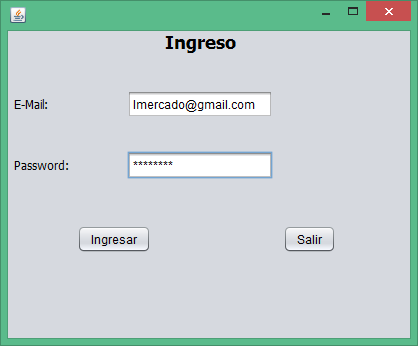 Ingreso
E-Mail: lmercado@gmail.com
Password: ********
Ingresar Salir